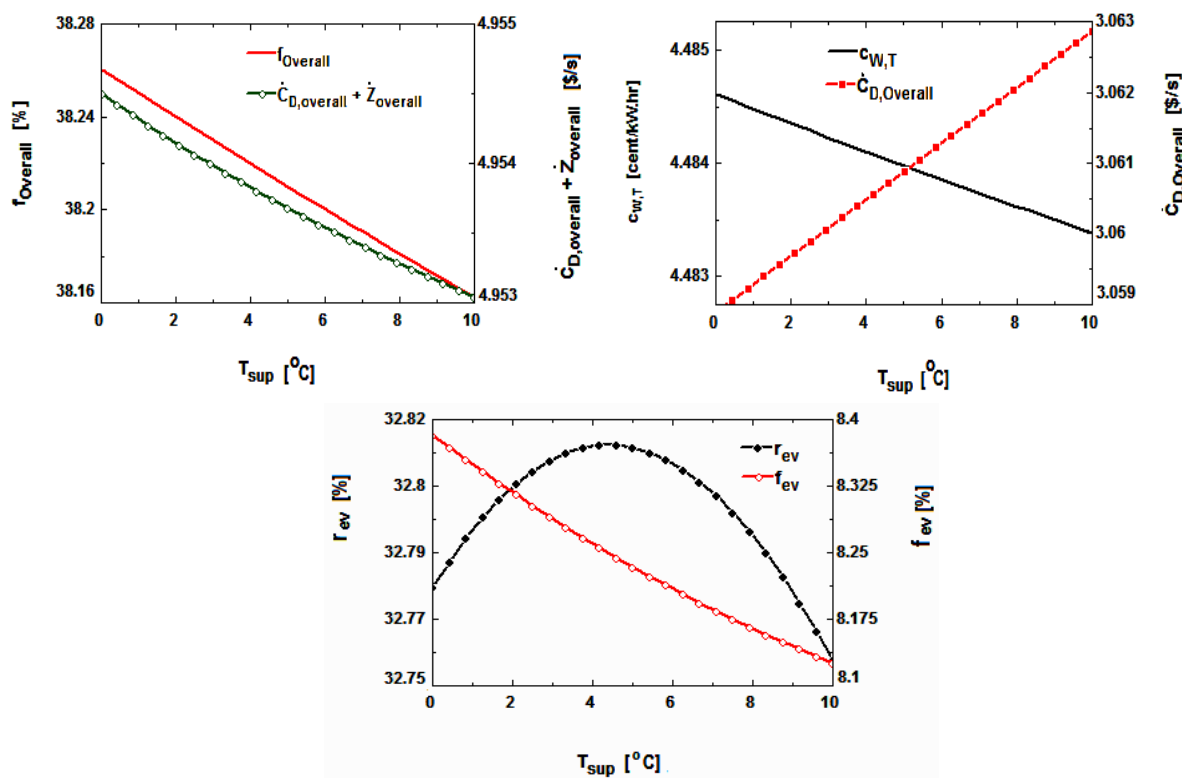 38.28
38.24
38.2
38.16
f_Overall [%]
f_Overall
Ċ_D,overall + Ż_overall
4.955
4.954
4.953
Ċ_D,overall + Ż_overall [$/s]
0 2 4 6 8 10
T_sup [°C]
4.485
4.484
4.483
c_W,T [cent/kW.hr]
c_W,T
Ċ_D,Overall
3.063
3.062
3.061
3.06
3.059
Ċ_D,Overall [$/s]
0 2 4 6 8 10
T_sup [°C]
32.82
32.8
32.79
32.77
32.75
r_ev [%]
r_ev
f_ev
8.4
8.325
8.25
8.175
8.1
f_ev [%]
0 2 4 6 8 10
T_sup [°C]